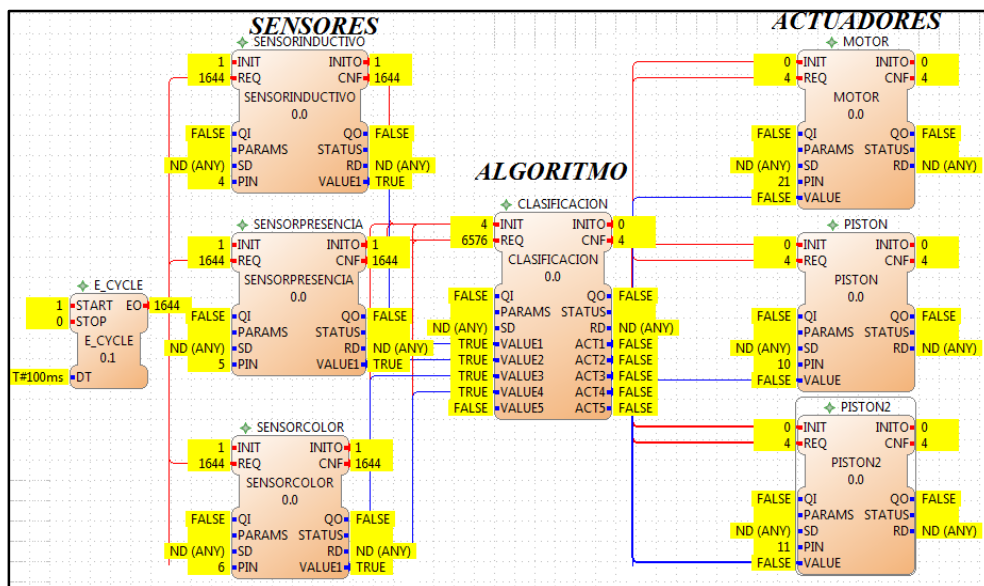 SENSORES
SENSORINDUCTIVO
1 INIT INITO 1
1644 REQ CNF 1644
SENSORINDUCTIVO
0.0
FALSE QI QO FALSE
PARAMS STATUS
ND (ANY) SD RD ND (ANY)
4 PIN VALUE1 TRUE
SENSORPRESENCIA
1 INIT INITO 1
1644 REQ CNF 1644
SENSORPRESENCIA
0.0
FALSE QI QO FALSE
PARAMS STATUS
ND (ANY) SD RD ND (ANY)
5 PIN VALUE1 TRUE
E_CYCLE
1 START EO 1644
0 STOP
E_CYCLE
0.1
T#100ms DT
SENSORCOLOR
1 INIT INITO 1
1644 REQ CNF 1644
SENSORCOLOR
0.0
FALSE QI QO FALSE
PARAMS STATUS
ND (ANY) SD RD ND (ANY)
6 PIN VALUE1 TRUE
ALGORITMO
CLASIFICACION
4 INIT INITO 0
6576 REQ CNF 4
CLASIFICACION
0.0
FALSE QI QO FALSE
PARAMS STATUS
ND (ANY) SD RD ND (ANY)
TRUE VALUE1 ACT1 FALSE
TRUE VALUE2 ACT2 FALSE
TRUE VALUE3 ACT3 FALSE
TRUE VALUE4 ACT4 FALSE
FALSE VALUE5 ACT5 FALSE
ACTUADORES
MOTOR
0 INIT INITO 0
4 REQ CNF 4
MOTOR
0.0
FALSE QI QO FALSE
PARAMS STATUS
ND (ANY) SD RD ND (ANY)
21 PIN
FALSE VALUE
PISTON
0 INIT INITO 0
4 REQ CNF 4
PISTON
0.0
FALSE QI QO FALSE
PARAMS STATUS
ND (ANY) SD RD ND (ANY)
10 PIN
FALSE VALUE
PISTON2
0 INIT INITO 0
4 REQ CNF 4
PISTON2
0.0
FALSE QI QO FALSE
PARAMS STATUS
ND (ANY) SD RD ND (ANY)
11 PIN
FALSE VALUE